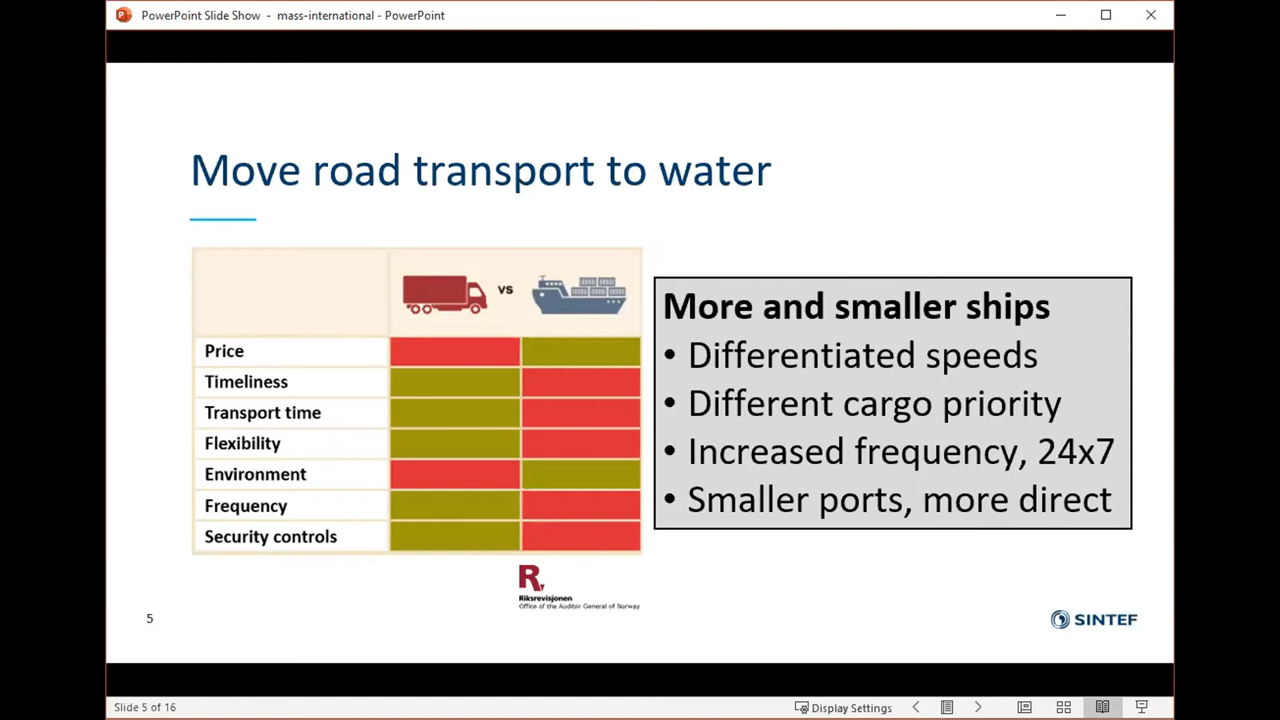 PowerPoint Slide Show - mass-international - PowerPoint
Move road transport to water
vs
Price
Timeliness
Transport time
Flexibility
Environment
Frequency
Security controls
More and smaller ships
• Differentiated speeds
• Different cargo priority
• Increased frequency, 24x7
• Smaller ports, more direct
R
Riksrevisjonen
Office of the Auditor General of Norway
5
SINTEF
Slide 5 of 16
Display Settings